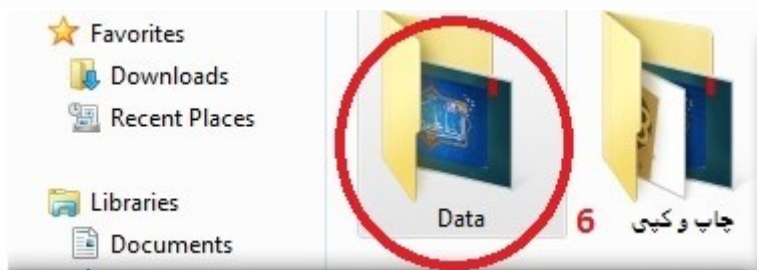 Favorites
Downloads
Recent Places
Libraries
Documents
Data
6
چاپ و کپی